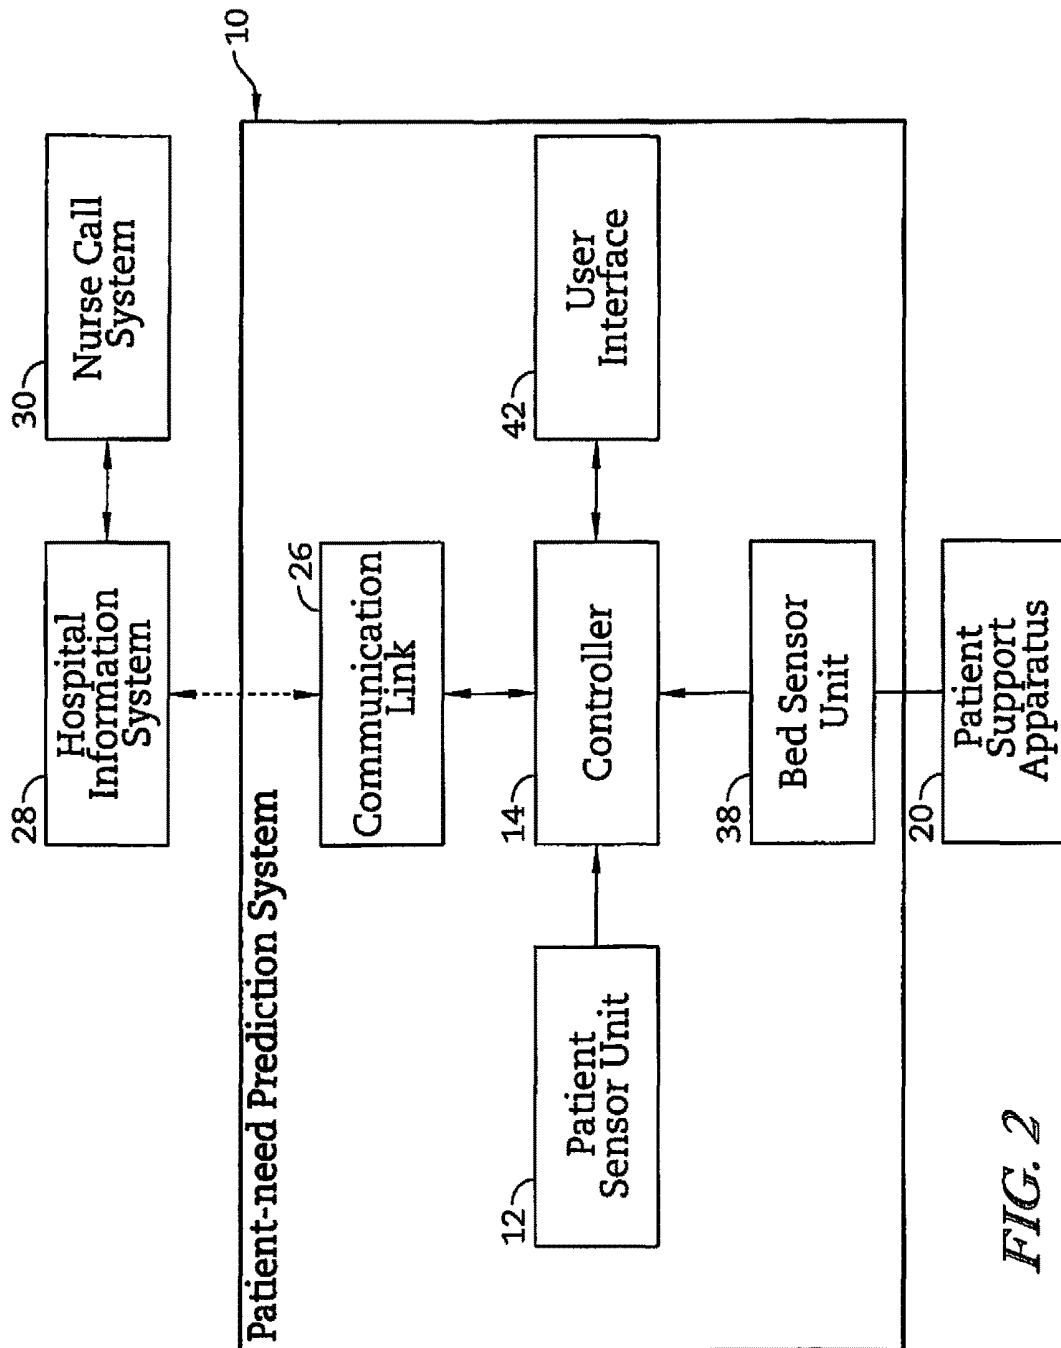 10
28
Hospital
Information
System
30
Nurse Call
System
Patient-need Prediction System
26
Communication
Link
12
Patient
Sensor Unit
14
Controller
42
User
Interface
38
Bed Sensor
Unit
20
Patient
Support
Apparatus
FIG. 2